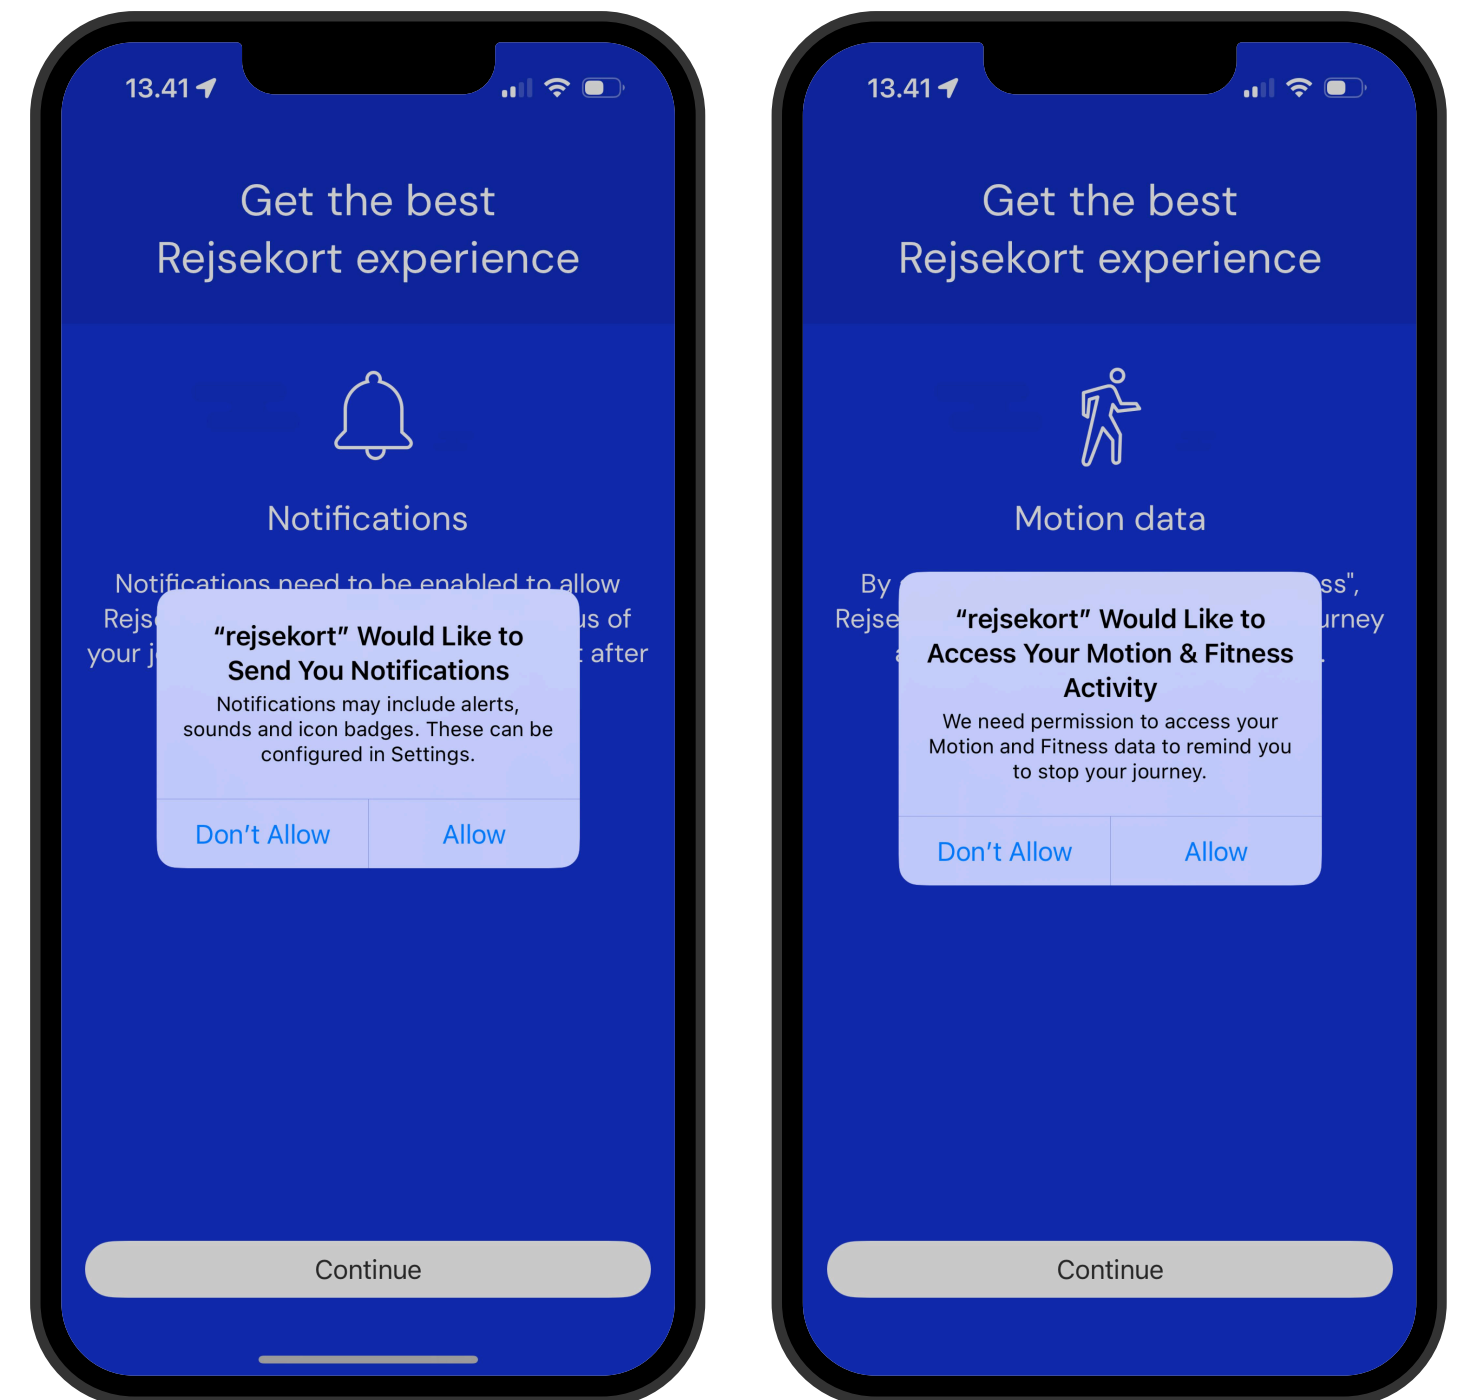 13.41
Get the best
Rejsekort experience
Notifications
Notifications need to be enabled to allow
us of
your after
“rejsekort” Would Like to
Send You Notifications
Notifications may include alerts,
sounds and icon badges. These can be
configured in Settings.
Don’t Allow
Allow
Continue
13.41
Get the best
Rejsekort experience
Motion data
By ss",
Rejse urney
“rejsekort” Would Like to
Access Your Motion & Fitness
Activity
We need permission to access your
Motion and Fitness data to remind you
to stop your journey.
Don’t Allow
Allow
Continue